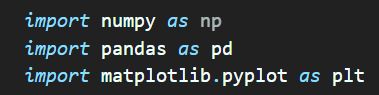 import numpy as np
import pandas as pd
import matplotlib.pyplot as plt